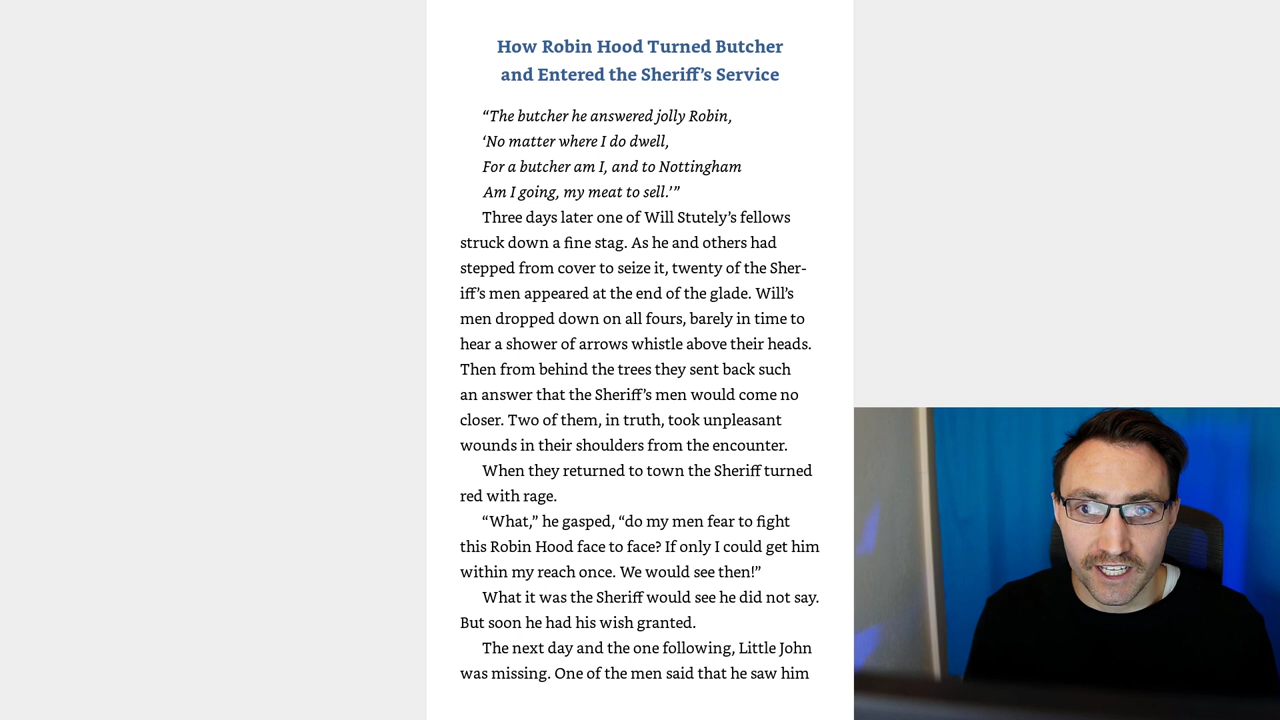 How Robin Hood Turned Butcher
and Entered the Sheriff’s Service
“The butcher he answered jolly Robin,
‘No matter where I do dwell,
For a butcher am I, and to Nottingham
Am I going, my meat to sell.’”
Three days later one of Will Stutely’s fellows
struck down a fine stag. As he and others had
stepped from cover to seize it, twenty of the Sher-
iff’s men appeared at the end of the glade. Will’s
men dropped down on all fours, barely in time to
hear a shower of arrows whistle above their heads.
Then from behind the trees they sent back such
an answer that the Sheriff’s men would come no
closer. Two of them, in truth, took unpleasant
wounds in their shoulders from the encounter.
When they returned to town the Sheriff turned
red with rage.
“What,” he gasped, “do my men fear to fight
this Robin Hood face to face? If only I could get him
within my reach once. We would see then!”
What it was the Sheriff would see he did not say.
But soon he had his wish granted.
The next day and the one following, Little John
was missing. One of the men said that he saw him